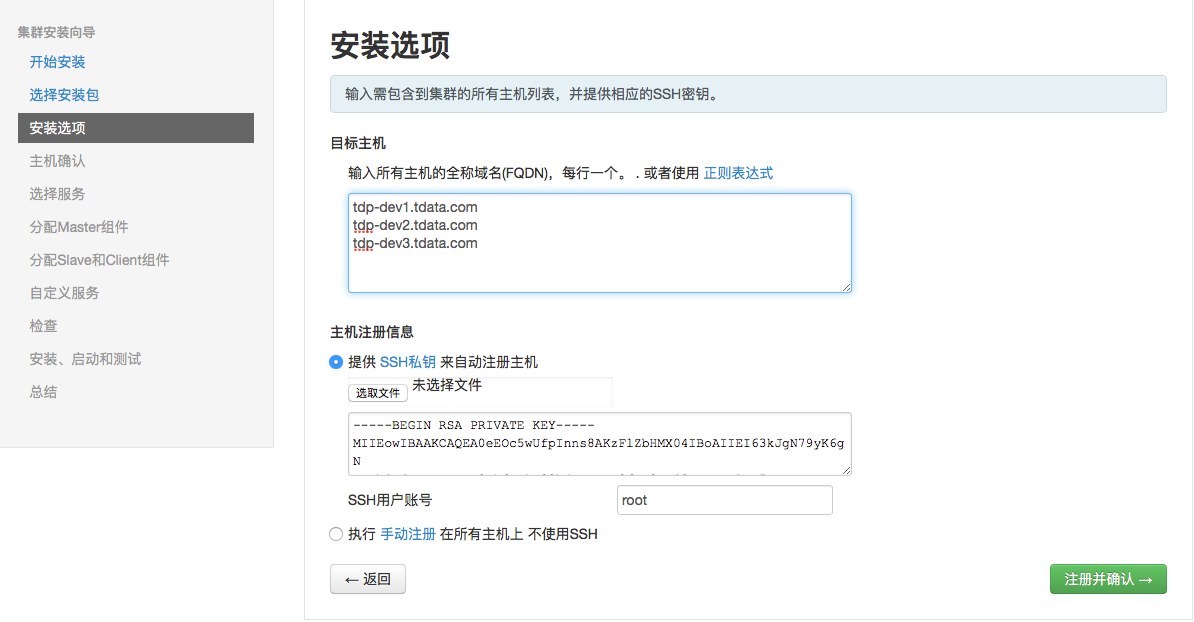 集群安装向导
开始安装
选择安装包
安装选项
主机确认
选择服务
分配Master组件
分配Slave和Client组件
自定义服务
检查
安装、启动和测试
总结
安装选项
输入需包含到集群的所有主机列表，并提供相应的SSH密钥。
目标主机
输入所有主机的全称域名(FQDN)，每行一个。 . 或者使用 正则表达式
tdp-dev1.tdata.com
tdp-dev2.tdata.com
tdp-dev3.tdata.com
主机注册信息
提供 SSH私钥 来自动注册主机
选取文件 未选择文件
-----BEGIN RSA PRIVATE KEY-----
MIIEowIBAAKCAQEA0eEOc5wUfpInns8AKzFlZbHMX04IBoAIIEI63kJgN79yK6g
N
SSH用户账号 root
执行 手动注册 在所有主机上 不使用SSH
← 返回
注册并确认 →